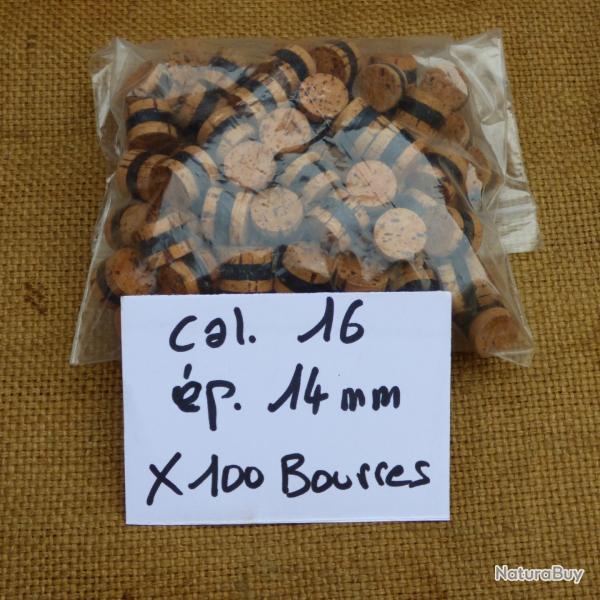 cal. 16
ép. 14 mm
X 100 Bourres
NaturaBuy